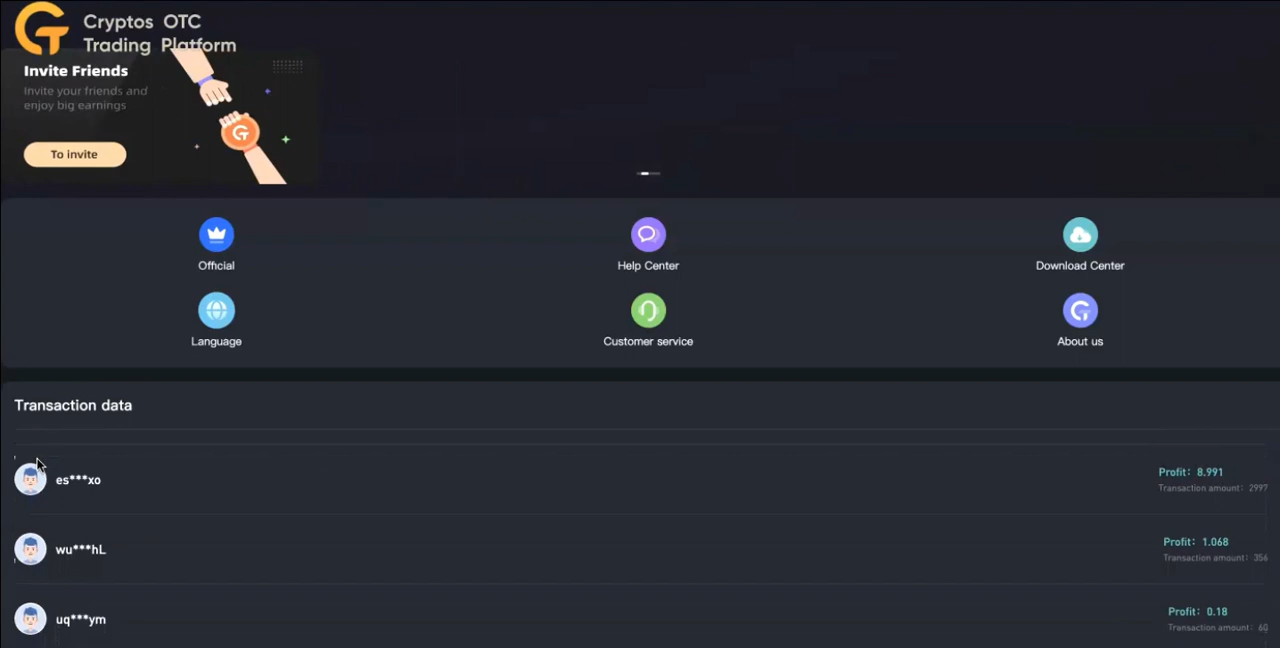 Cryptos OTC
Trading Platform
Invite Friends
Invite your friends and
enjoy big earnings
To invite
Official
Help Center
Download Center
Language
Customer service
About us
Transaction data
es***xo
Profit: 8.991
Transaction amount: 2997
wu***hL
Profit: 1.068
Transaction amount: 356
uq***ym
Profit: 0.18
Transaction amount: 60